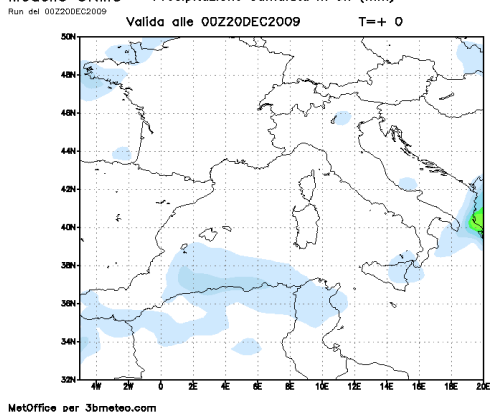 Run del 00Z20DEC2009
Valida alle 00Z20DEC2009 T=+ 0
50N
48N
46N
44N
42N
40N
38N
36N
34N
32N
4W 2W 0 2E 4E 6E 8E 10E 12E 14E 16E 18E 20E
MetOffice per 3bmeteo.com